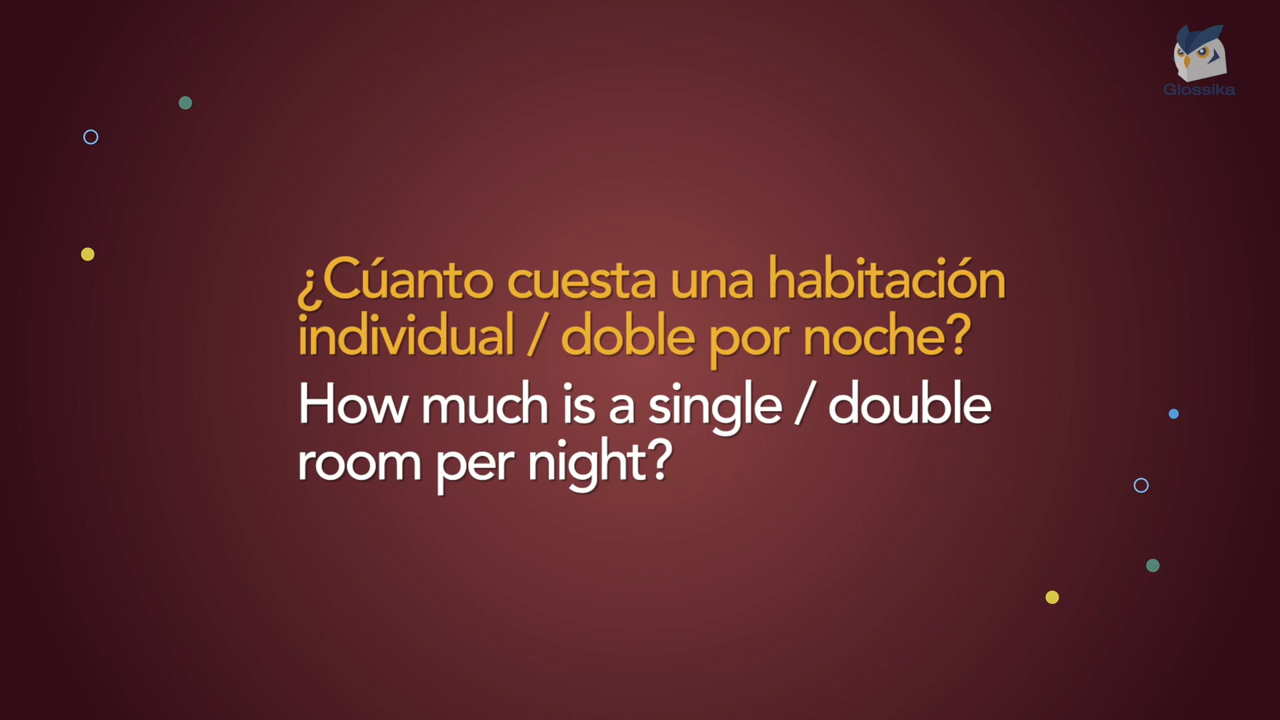 Glossika
¿Cúanto cuesta una habitación
individual / doble por noche?
How much is a single / double
room per night?